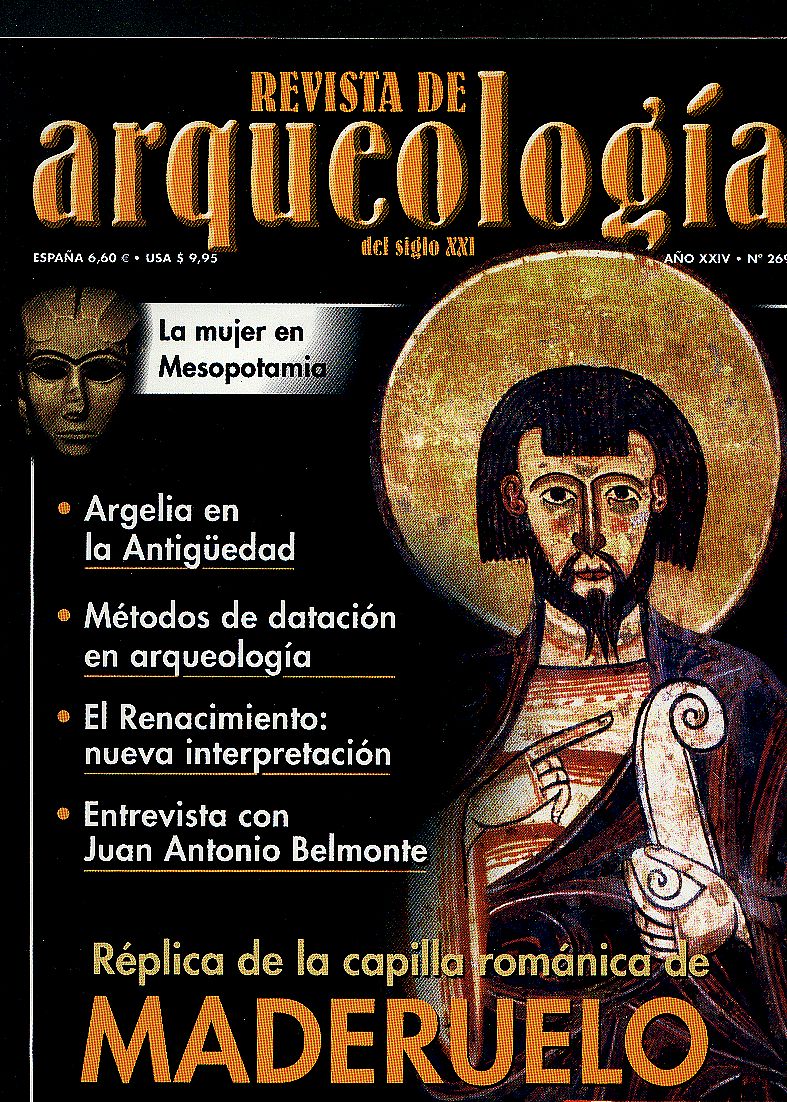 REVISTA DE
arqueología
del siglo XXI
ESPAÑA 6,60 € • USA $ 9,95
AÑO XXIV • Nº 269
La mujer en
Mesopotamia
• Argelia en
la Antigüedad
• Métodos de datación
en arqueología
• El Renacimiento:
nueva interpretación
• Entrevista con
Juan Antonio Belmonte
Réplica de la capilla románica de
MADERUELO